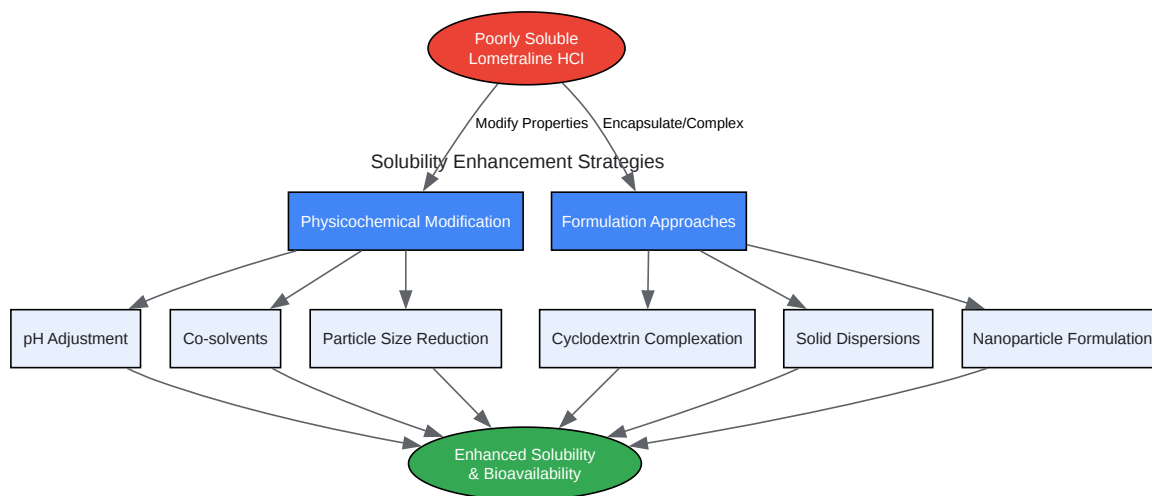 Poorly Soluble
Lometraline HCl
Modify Properties
Encapsulate/Complex
Solubility Enhancement Strategies
Physicochemical Modification
Formulation Approaches
pH Adjustment
Co-solvents
Particle Size Reduction
Cyclodextrin Complexation
Solid Dispersions
Nanoparticle Formulation
Enhanced Solubility
& Bioavailability